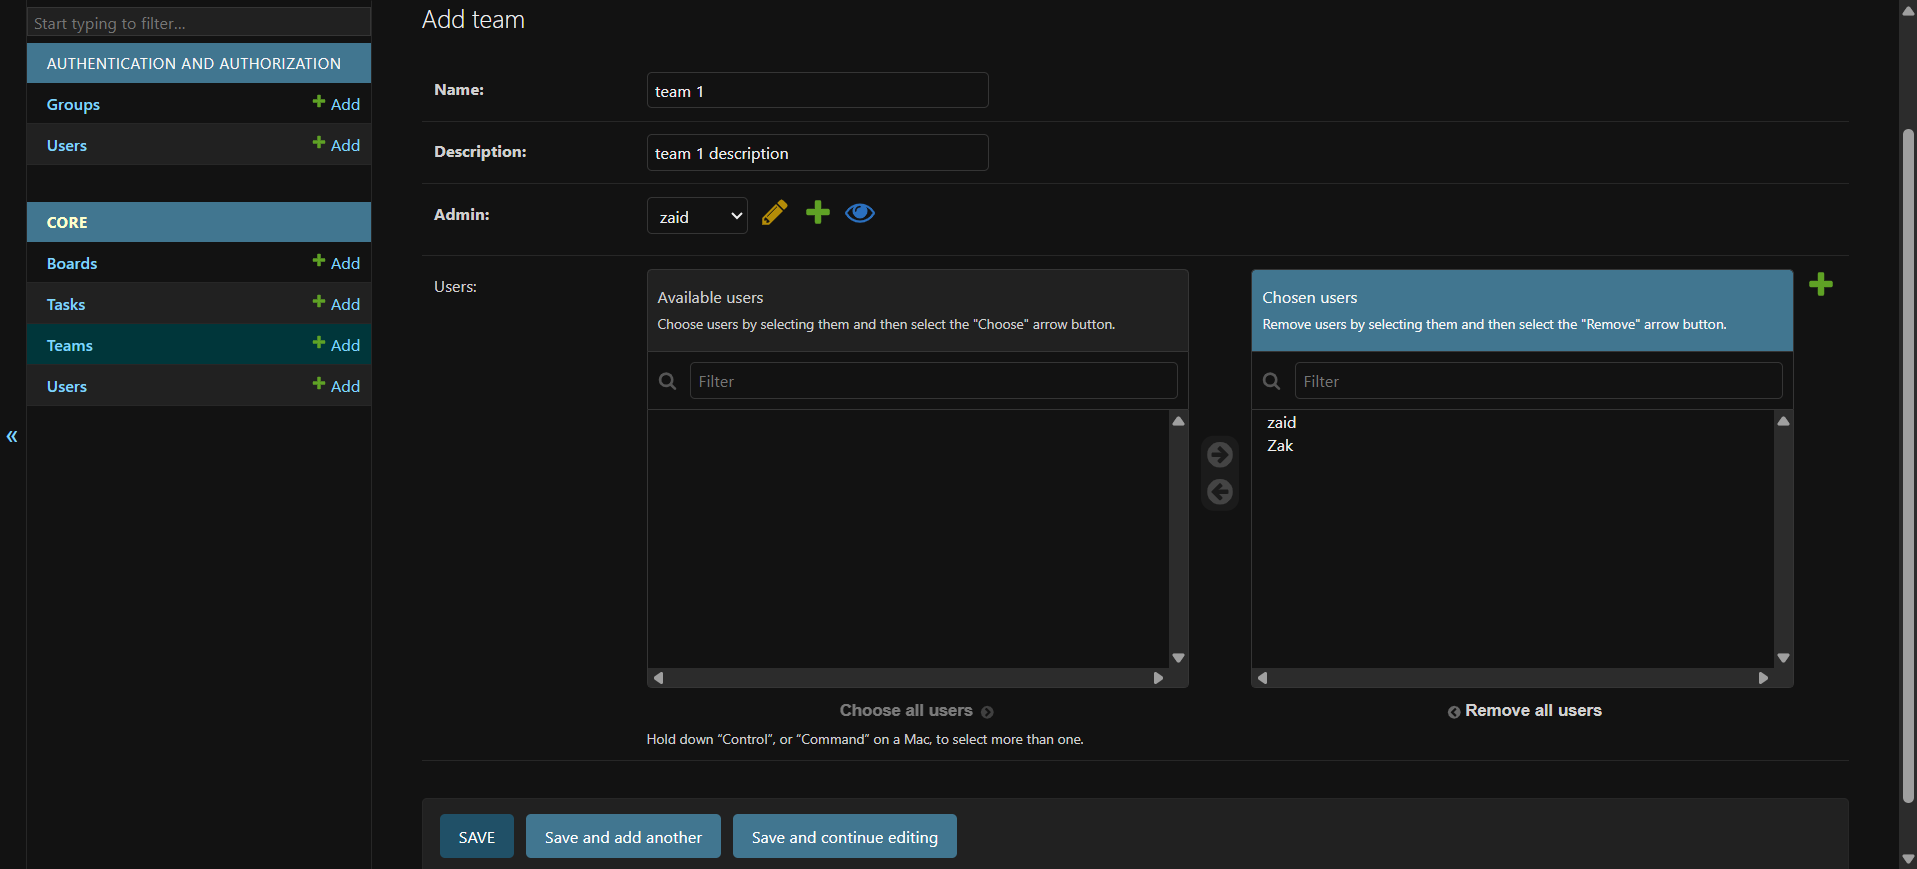 Start typing to filter...
AUTHENTICATION AND AUTHORIZATION
Groups Add
Users Add
CORE
Boards Add
Tasks Add
Teams Add
Users Add
«
Add team
Name: team 1
Description: team 1 description
Admin: zaid
Users:
Available users
Choose users by selecting them and then select the "Choose" arrow button.
Filter
Choose all users
Hold down “Control”, or “Command” on a Mac, to select more than one.
Chosen users
Remove users by selecting them and then select the "Remove" arrow button.
Filter
zaid
Zak
Remove all users
SAVE Save and add another Save and continue editing